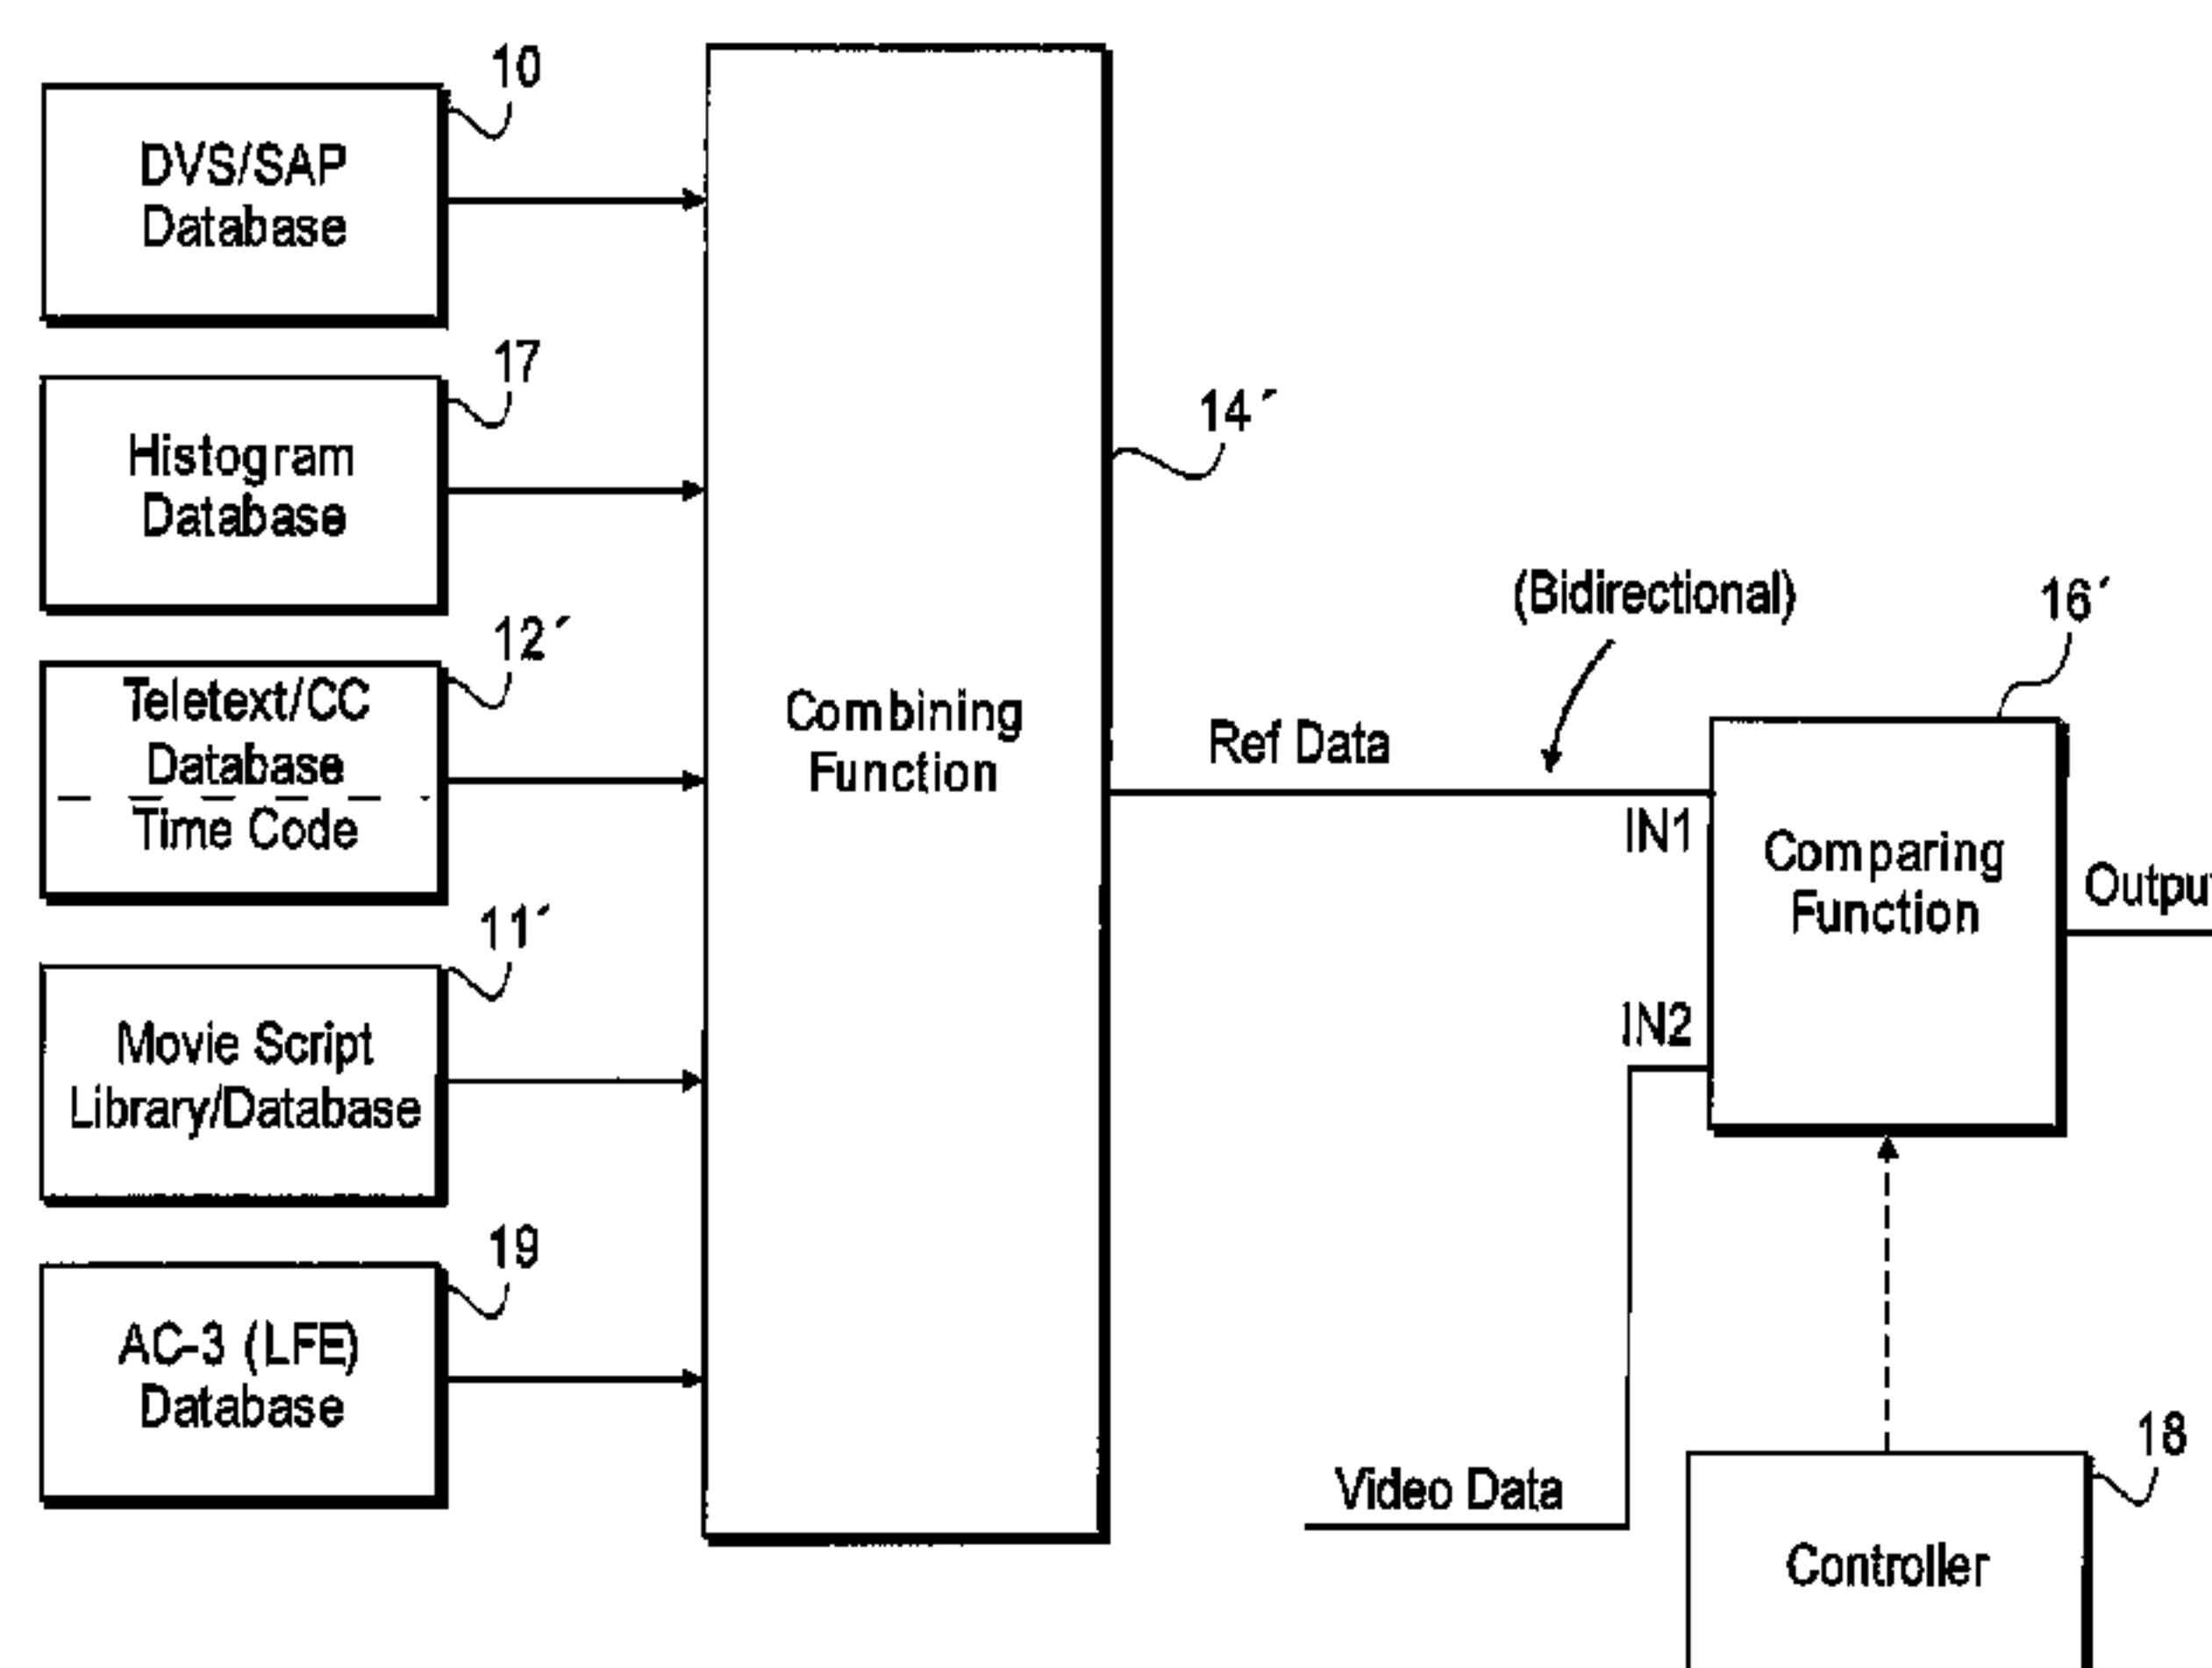 10
DVS/SAP
Database
17
Histogram
Database
12´
Teletext/CC
Database
Time Code
11´
Movie Script
Library/Database
19
AC-3 (LFE)
Database
14´
Combining
Function
(Bidirectional)
Ref Data
IN1
16´
Comparing
Function
Output
IN2
Video Data
18
Controller